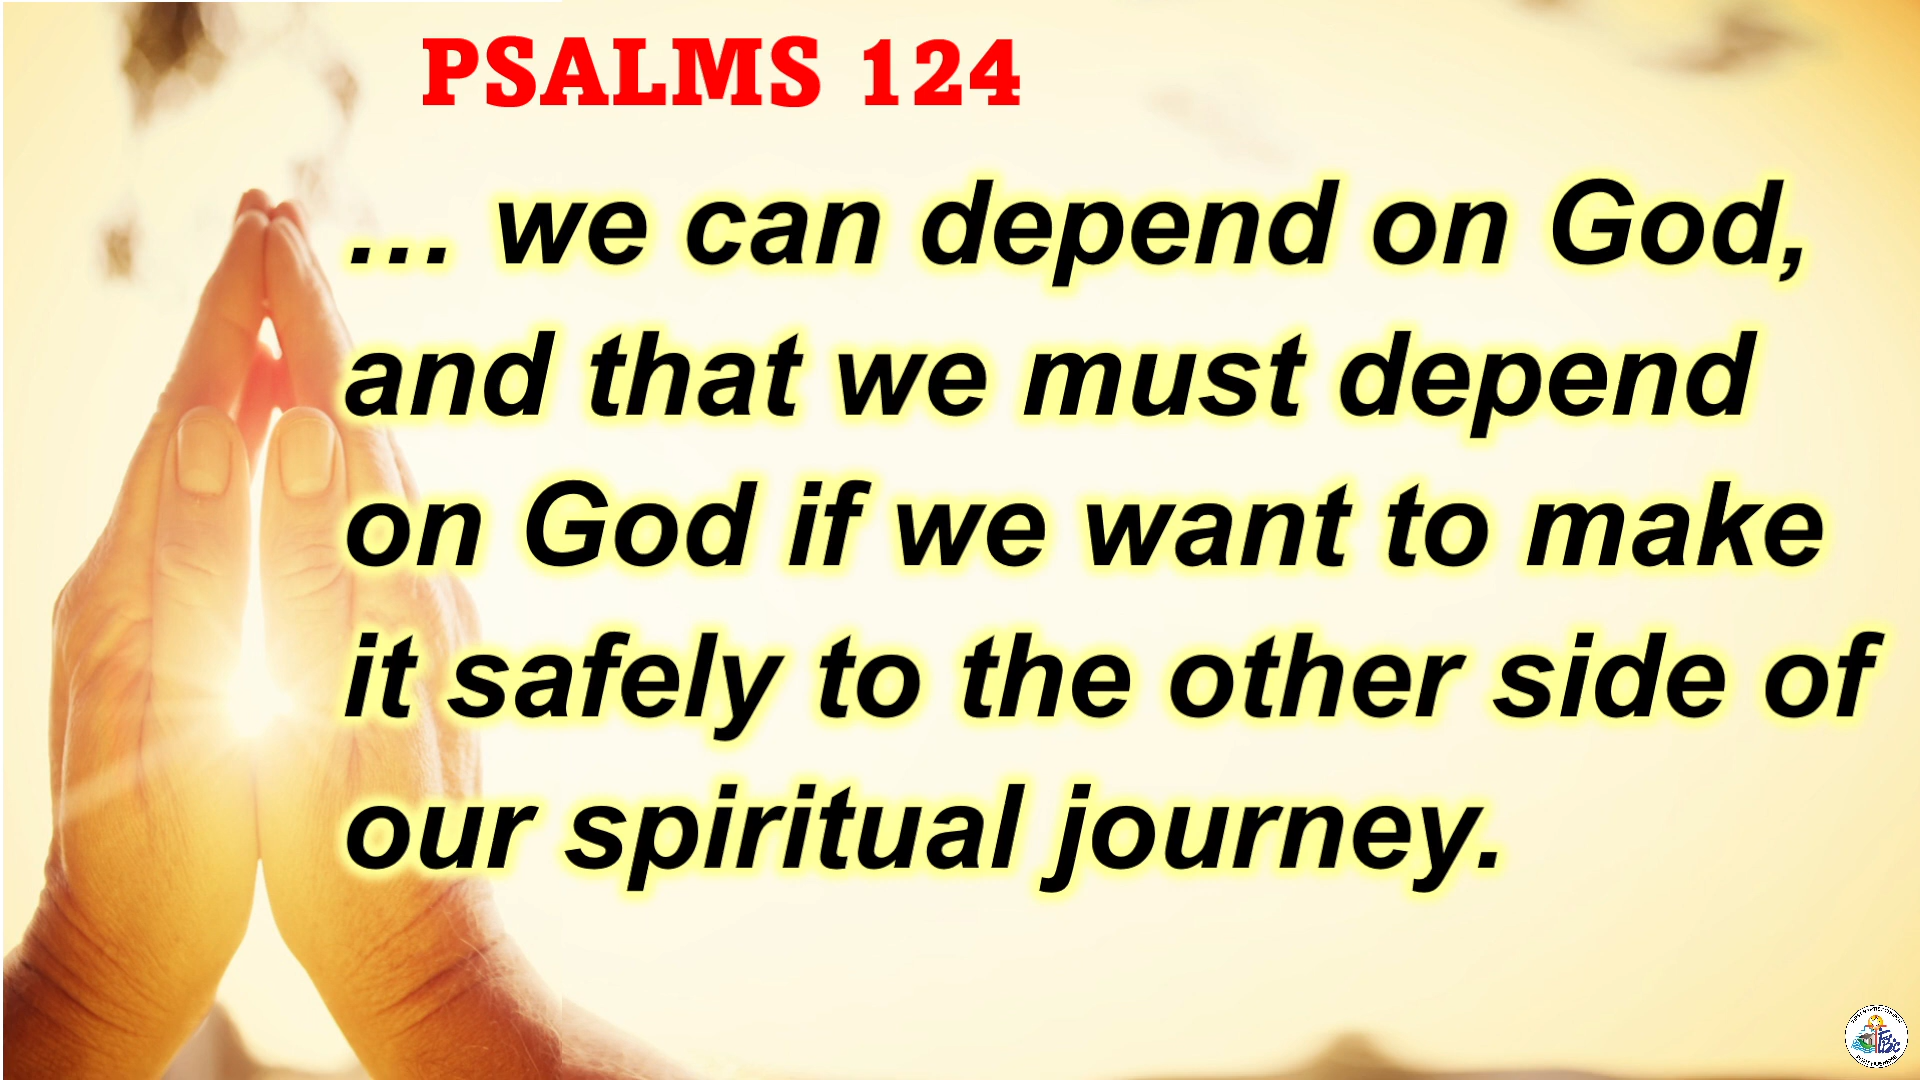 PSALMS 124
... we can depend on God,
and that we must depend
on God if we want to make
it safely to the other side of
our spiritual journey.